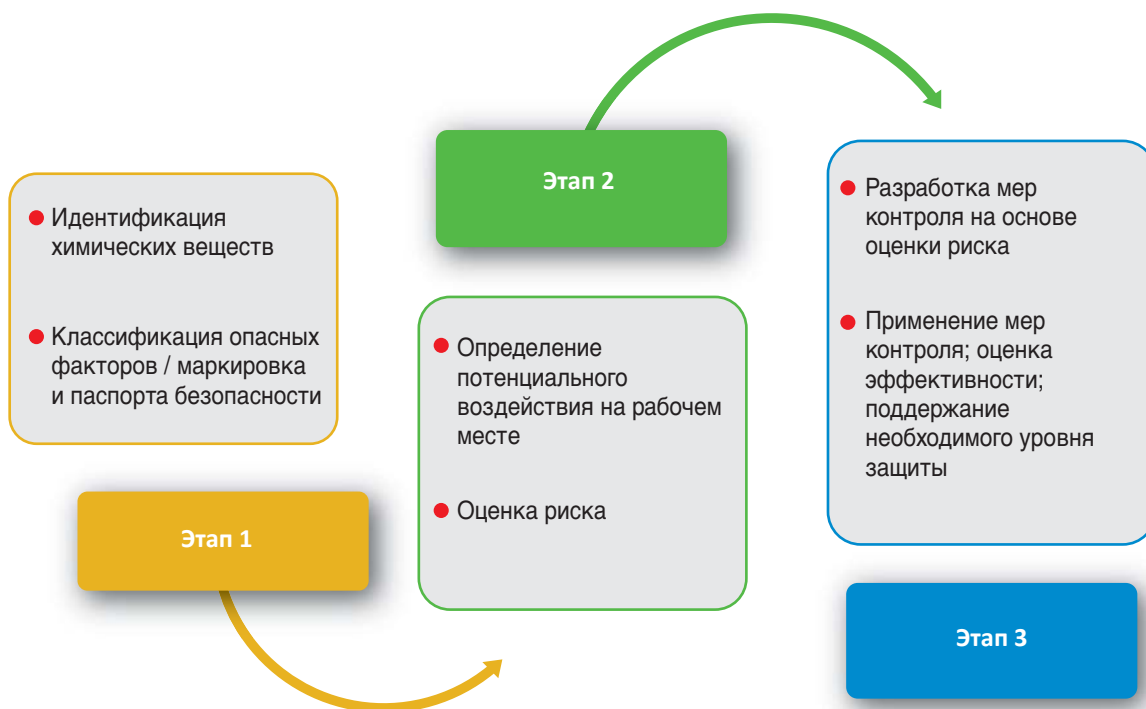 Идентификация
химических веществ
Классификация опасных
факторов / маркировка
и паспорта безопасности
Этап 1
Этап 2
Определение
потенциального
воздействия на рабочем
месте
Оценка риска
Разработка мер
контроля на основе
оценки риска
Применение мер
контроля; оценка
эффективности;
поддержание
необходимого уровня
защиты
Этап 3